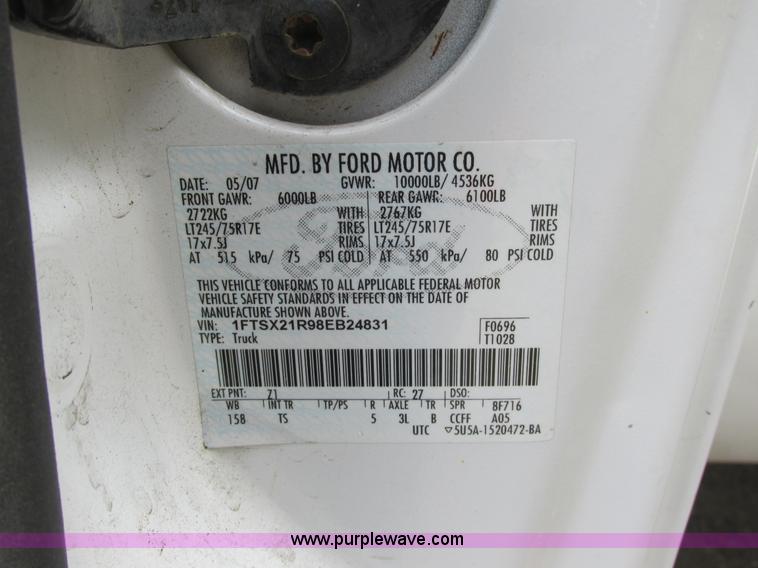 MFD. BY FORD MOTOR CO.
DATE: 05/07 GVWR: 10000LB/ 4536KG
FRONT GAWR: 6000LB REAR GAWR: 6100LB
2722KG WITH 2767KG WITH
LT245/75R17E TIRES LT245/75R17E TIRES
17x7.5J RIMS 17x7.5J RIMS
AT 515 kPa/ 75 PSI COLD AT 550 kPa/ 80 PSI COLD
Ford
THIS VEHICLE CONFORMS TO ALL APPLICABLE FEDERAL MOTOR
VEHICLE SAFETY STANDARDS IN EFFECT ON THE DATE OF
MANUFACTURE SHOWN ABOVE.
VIN: 1FTSX21R98EB24831 F0696
TYPE: Truck T1028
EXT PNT: Z1 RC: 27 DSO:
WB INT TR TP/PS R AXLE TR SPR 8F716
158 TS 5 3L B CCFF A05
UTC ▽5U5A-1520472-BA
www.purplewave.com